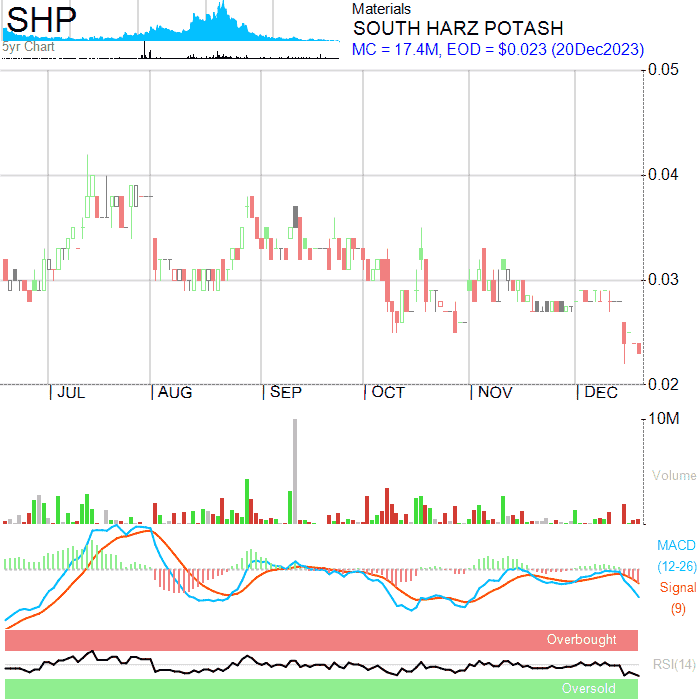 SHP
5yr Chart
Materials
SOUTH HARZ POTASH
MC = 17.4M, EOD = $0.023 (20Dec2023)
0.05
0.04
0.03
0.02
JUL
AUG
SEP
OCT
NOV
DEC
10M
Volume
MACD
(12-26)
Signal
(9)
Overbought
RSI(14)
Oversold